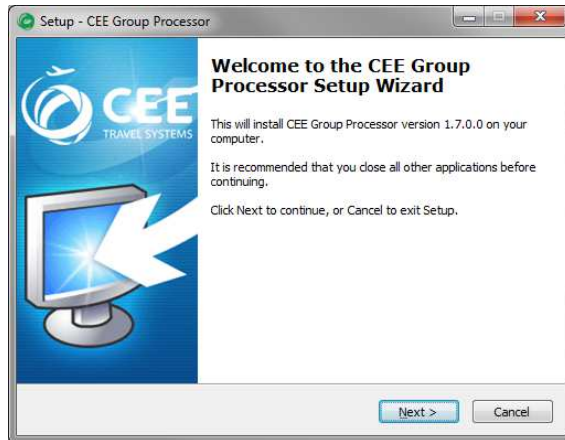 Setup - CEE Group Processor
CEE
TRAVEL SYSTEMS
Welcome to the CEE Group
Processor Setup Wizard
This will install CEE Group Processor version 1.7.0.0 on your
computer.
It is recommended that you close all other applications before
continuing.
Click Next to continue, or Cancel to exit Setup.
Next >
Cancel